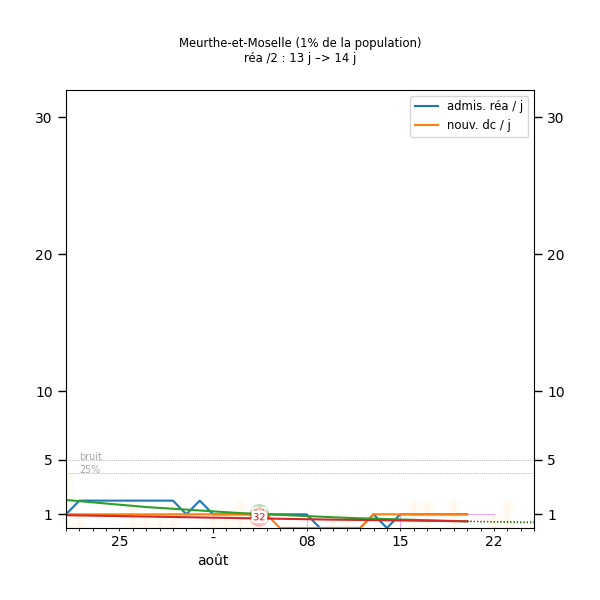 Meurthe-et-Moselle (1% de la population)
réa /2 : 13 j –> 14 j
admis. réa / j
nouv. dc / j
30
30
20
20
10
10
5
5
bruit
25%
1
1
32
25
-
08
15
22
août